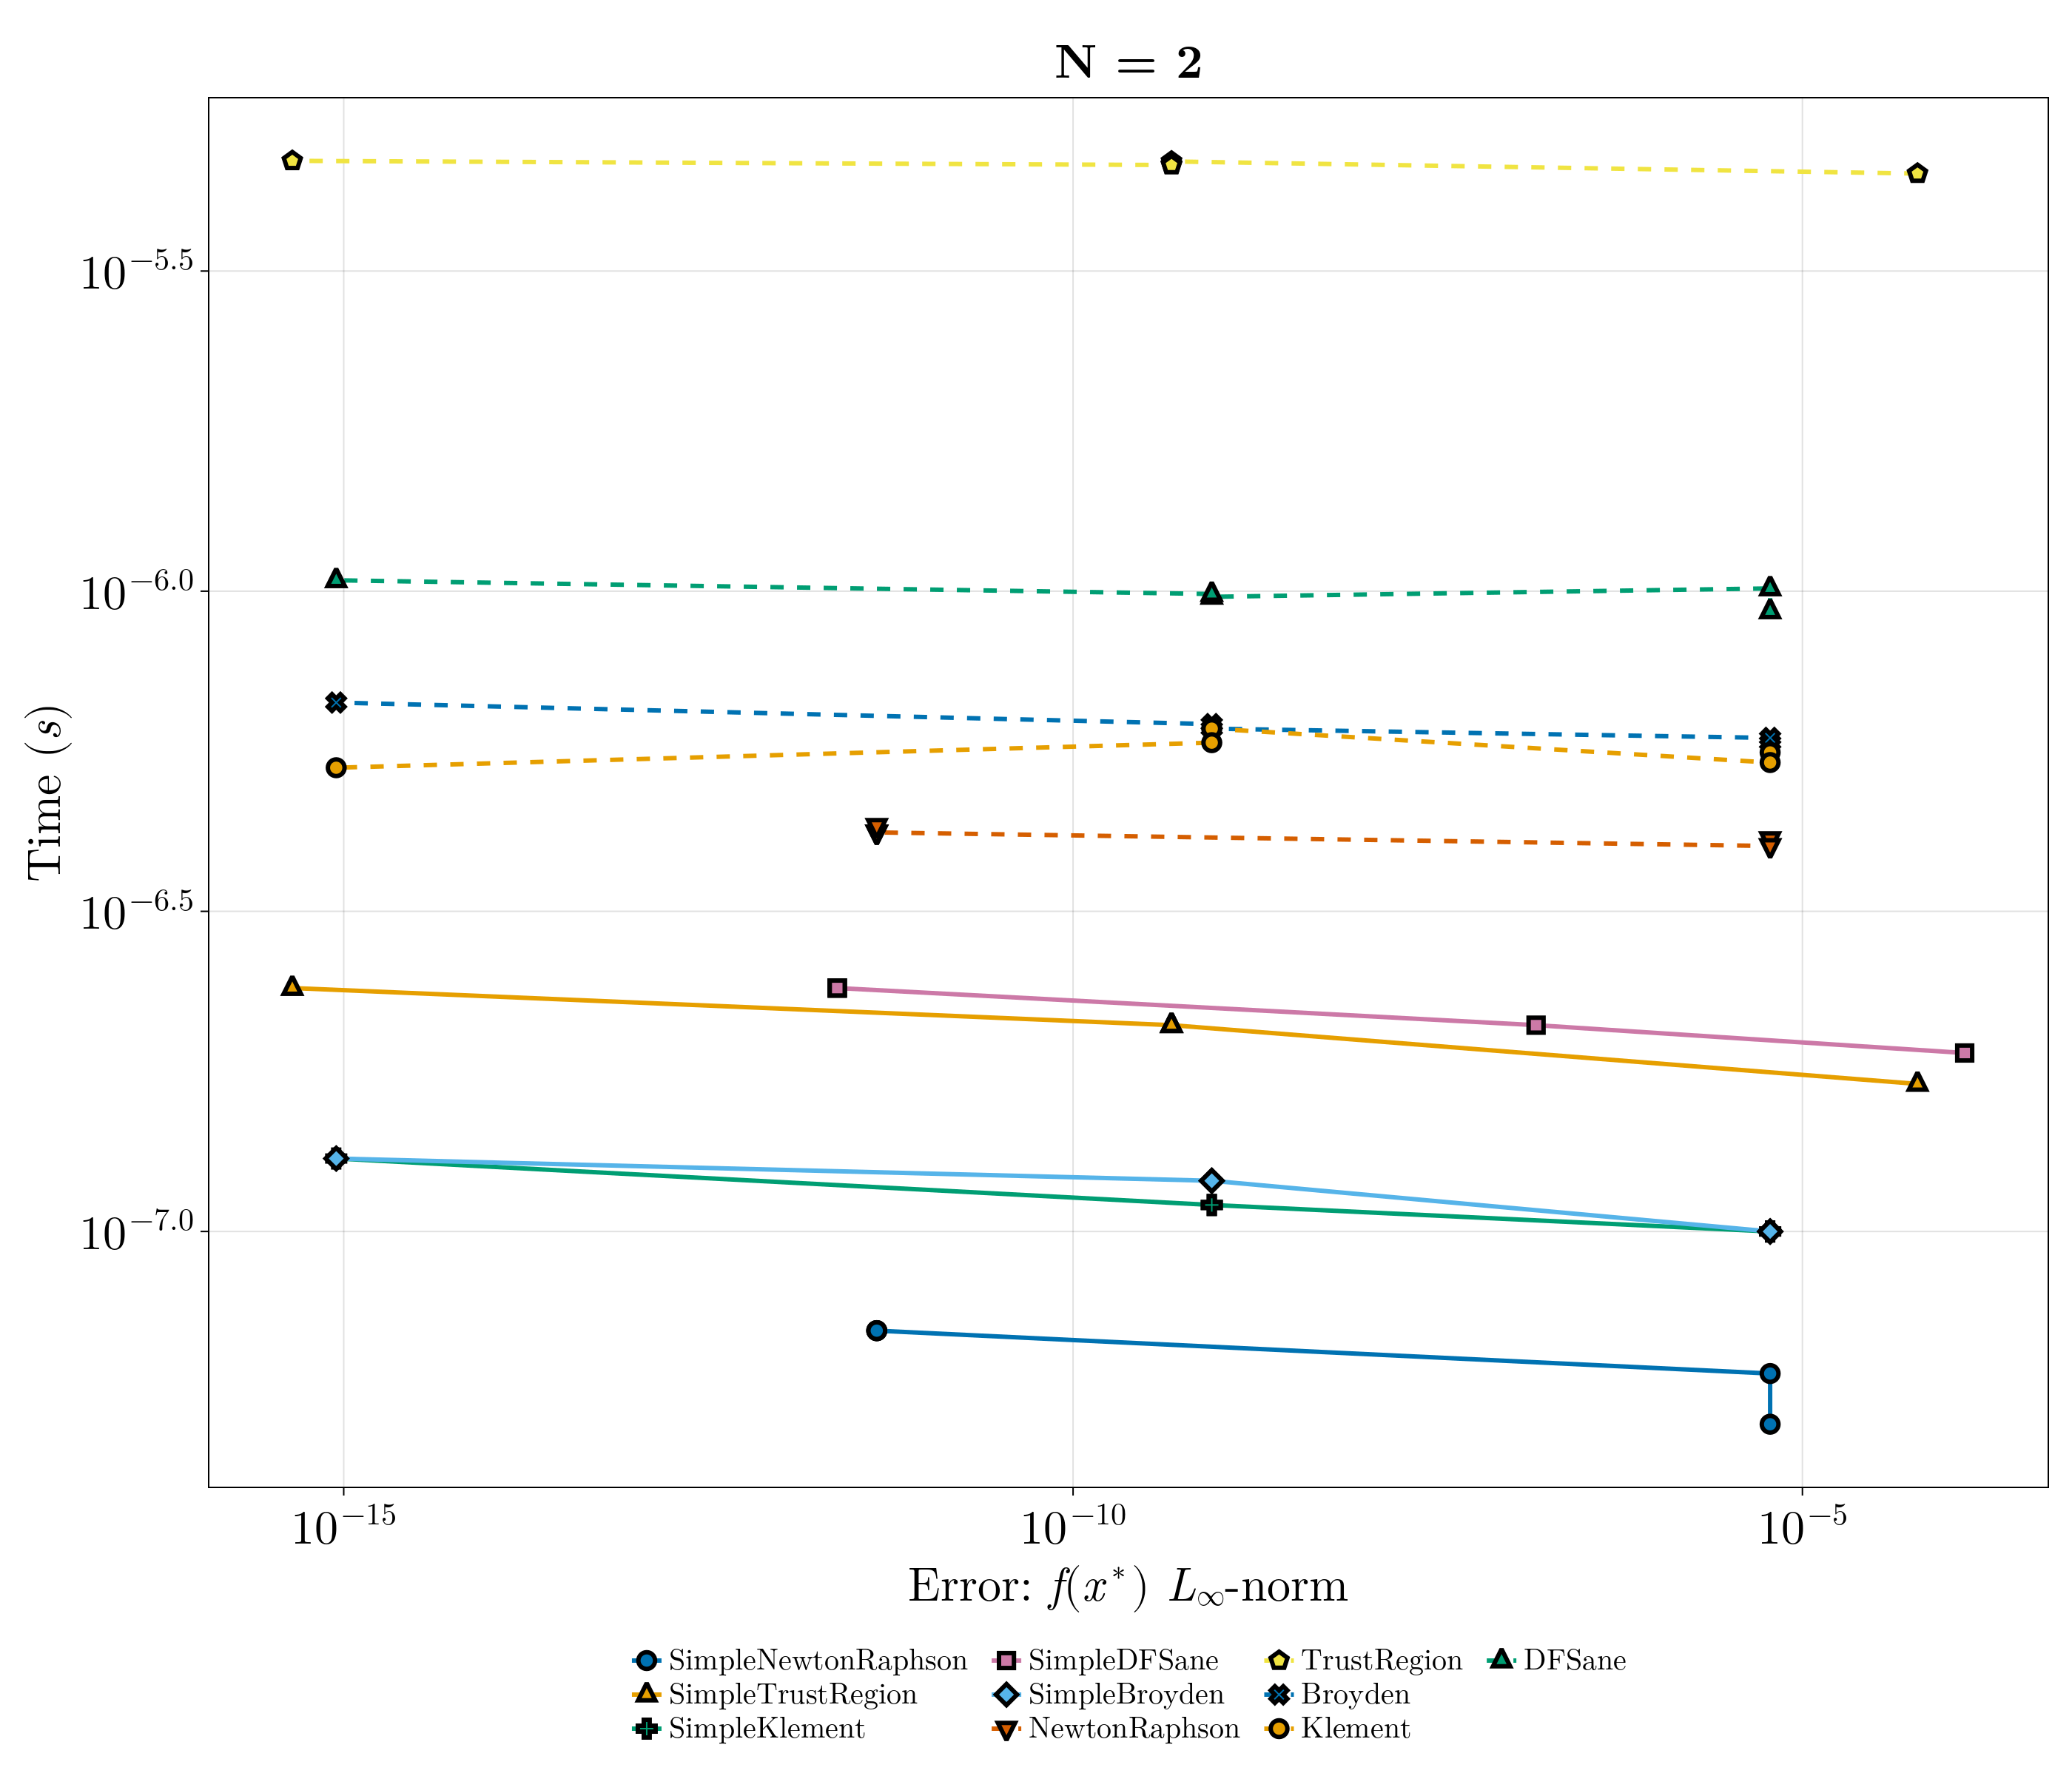 N = 2
Time (s)
10^−5.5
10^−6.0
10^−6.5
10^−7.0
10^−15
10^−10
10^−5
Error: f(x*) L∞-norm
SimpleNewtonRaphson SimpleDFSane TrustRegion DFSane
SimpleTrustRegion SimpleBroyden Broyden
SimpleKlement NewtonRaphson Klement